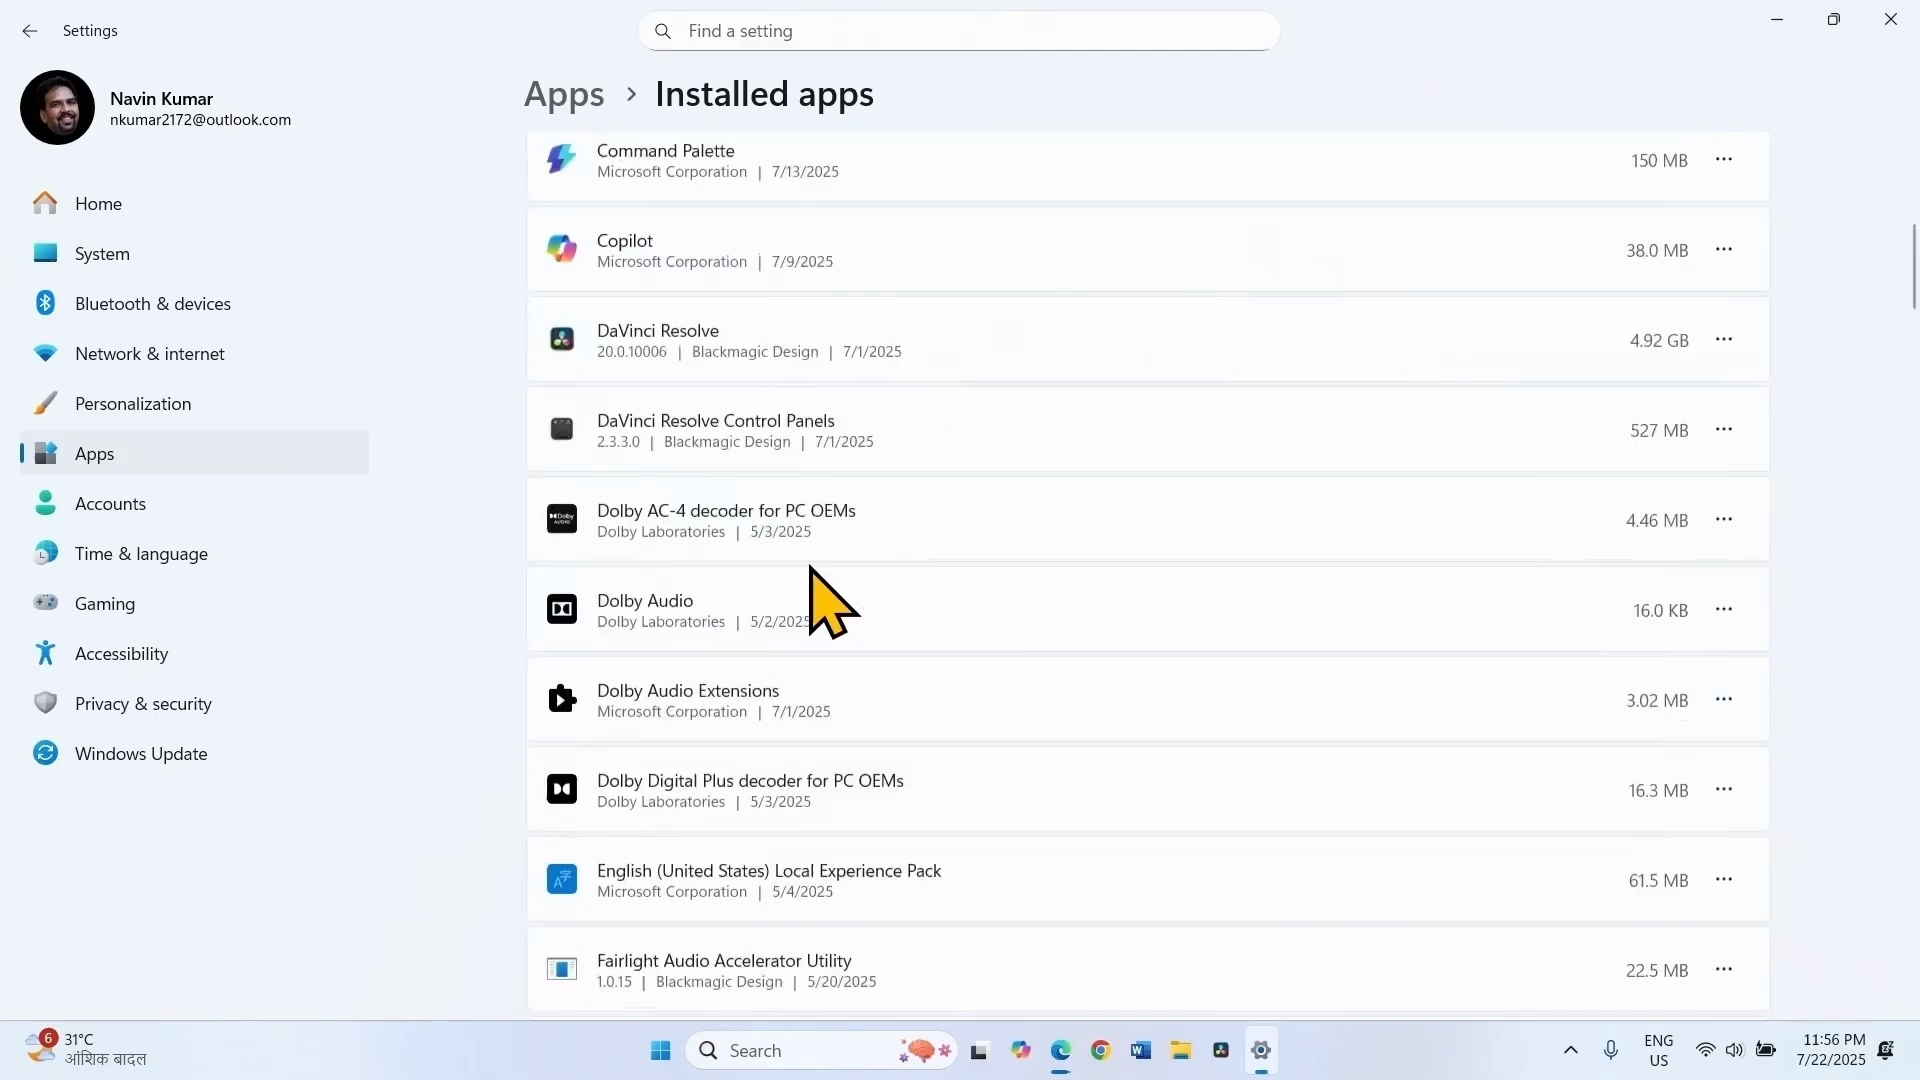 Settings
Find a setting
Navin Kumar
nkumar2172@outlook.com
Home
System
Bluetooth & devices
Network & internet
Personalization
Apps
Accounts
Time & language
Gaming
Accessibility
Privacy & security
Windows Update
Apps > Installed apps
Command Palette
Microsoft Corporation | 7/13/2025
150 MB
Copilot
Microsoft Corporation | 7/9/2025
38.0 MB
DaVinci Resolve
20.0.10006 | Blackmagic Design | 7/1/2025
4.92 GB
DaVinci Resolve Control Panels
2.3.3.0 | Blackmagic Design | 7/1/2025
527 MB
Dolby AC-4 decoder for PC OEMs
Dolby Laboratories | 5/3/2025
4.46 MB
Dolby Audio
Dolby Laboratories | 5/2/2025
16.0 KB
Dolby Audio Extensions
Microsoft Corporation | 7/1/2025
3.02 MB
Dolby Digital Plus decoder for PC OEMs
Dolby Laboratories | 5/3/2025
16.3 MB
English (United States) Local Experience Pack
Microsoft Corporation | 5/4/2025
61.5 MB
Fairlight Audio Accelerator Utility
1.0.15 | Blackmagic Design | 5/20/2025
22.5 MB
6
31°C
आंशिक बादल
Search
ENG
US
11:56 PM
7/22/2025